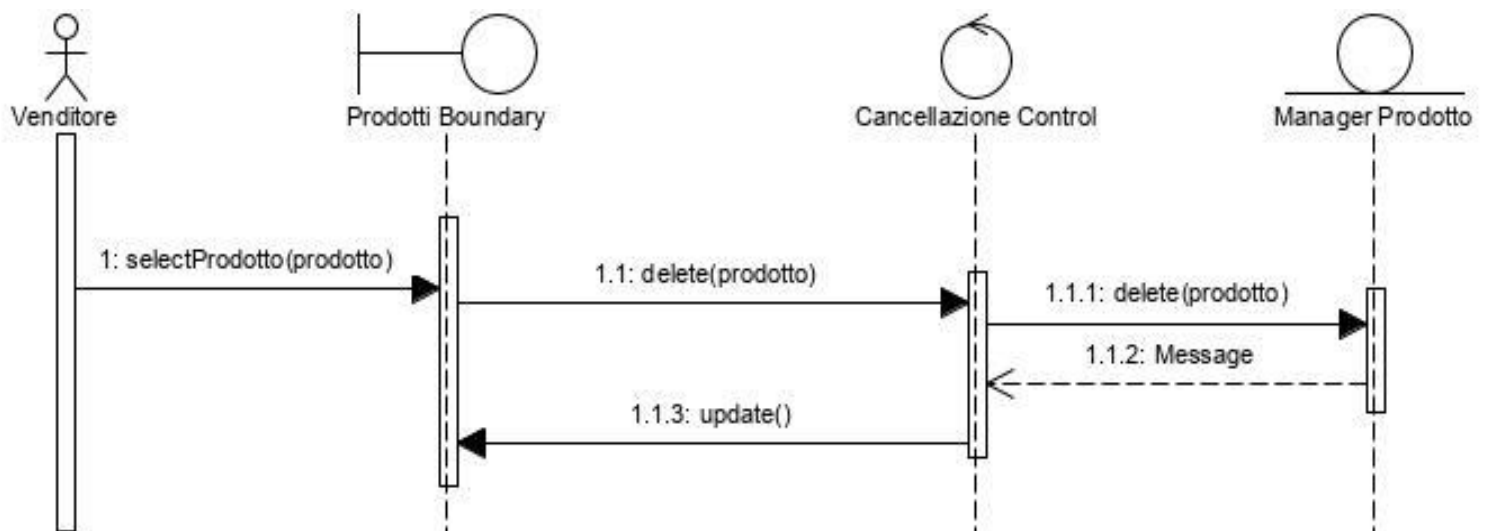 Venditore
Prodotti Boundary
Cancellazione Control
Manager Prodotto
1: selectProdotto(prodotto)
1.1: delete(prodotto)
1.1.1: delete(prodotto)
1.1.2: Message
1.1.3: update()